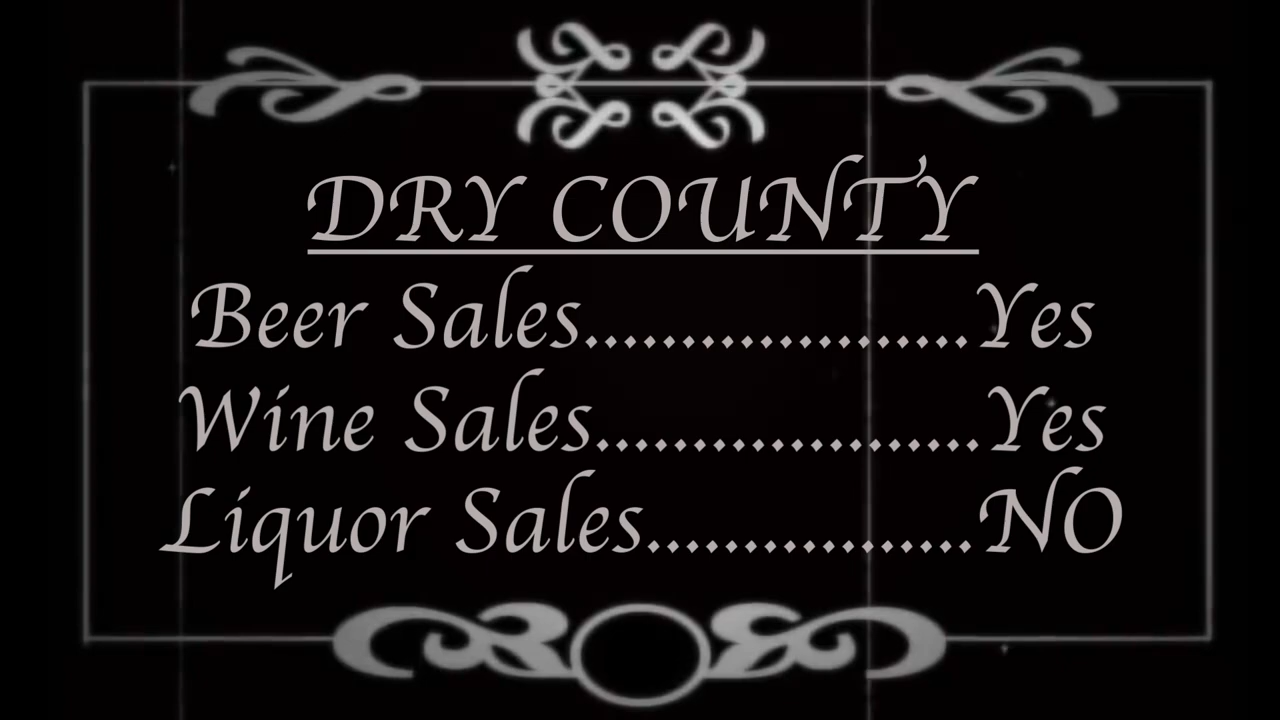 DRY COUNTY
Beer Sales....................Yes
Wine Sales....................Yes
Liquor Sales.................NO